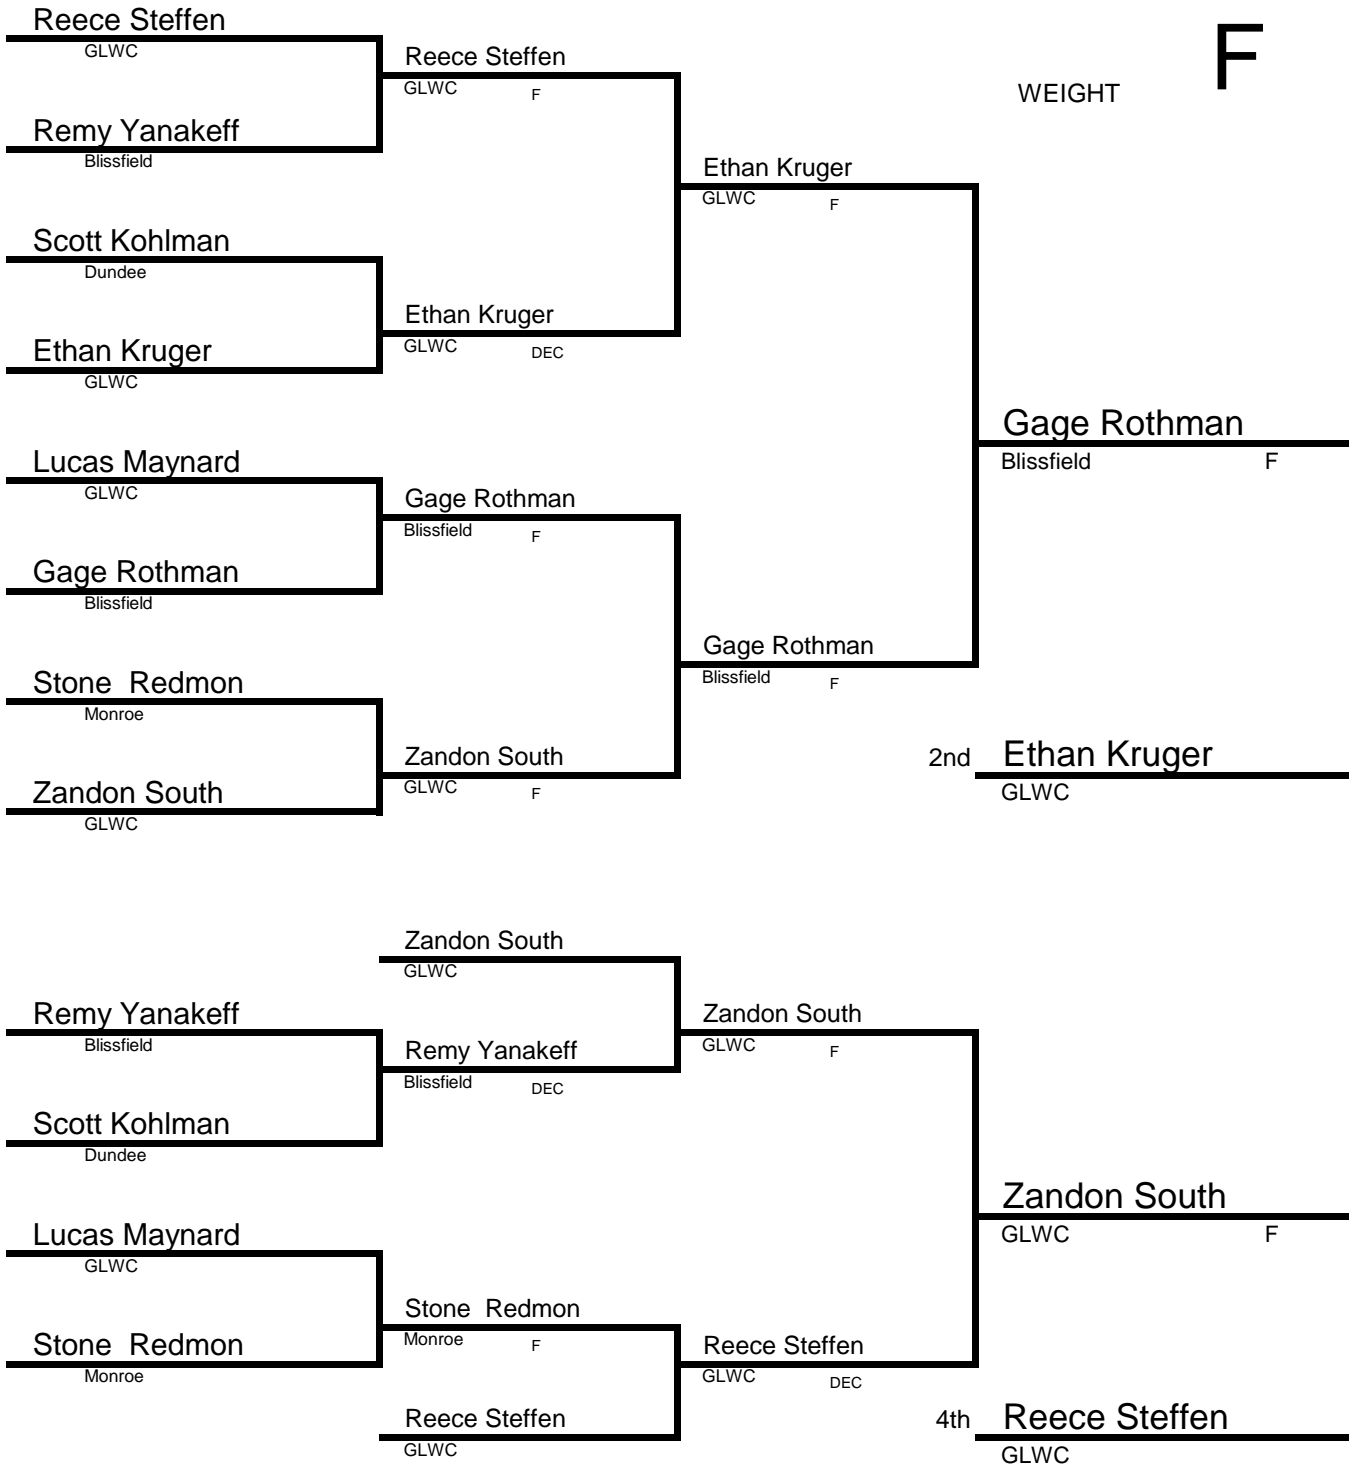 Reece Steffen
GLWC
Reece Steffen
GLWC F
WEIGHT F
Remy Yanakeff
Blissfield
Ethan Kruger
GLWC F
Scott Kohlman
Dundee
Ethan Kruger
GLWC DEC
Ethan Kruger
GLWC
Gage Rothman
Blissfield F
Lucas Maynard
GLWC
Gage Rothman
Blissfield F
Gage Rothman
Blissfield
Gage Rothman
Blissfield F
Stone Redmon
Monroe
Zandon South
GLWC F
2nd Ethan Kruger
GLWC
Zandon South
GLWC
Zandon South
GLWC
Remy Yanakeff
Blissfield
Zandon South
GLWC F
Remy Yanakeff
Blissfield DEC
Scott Kohlman
Dundee
Zandon South
GLWC F
Lucas Maynard
GLWC
Stone Redmon
Monroe F
Stone Redmon
Monroe
Reece Steffen
GLWC DEC
Reece Steffen
GLWC
4th Reece Steffen
GLWC